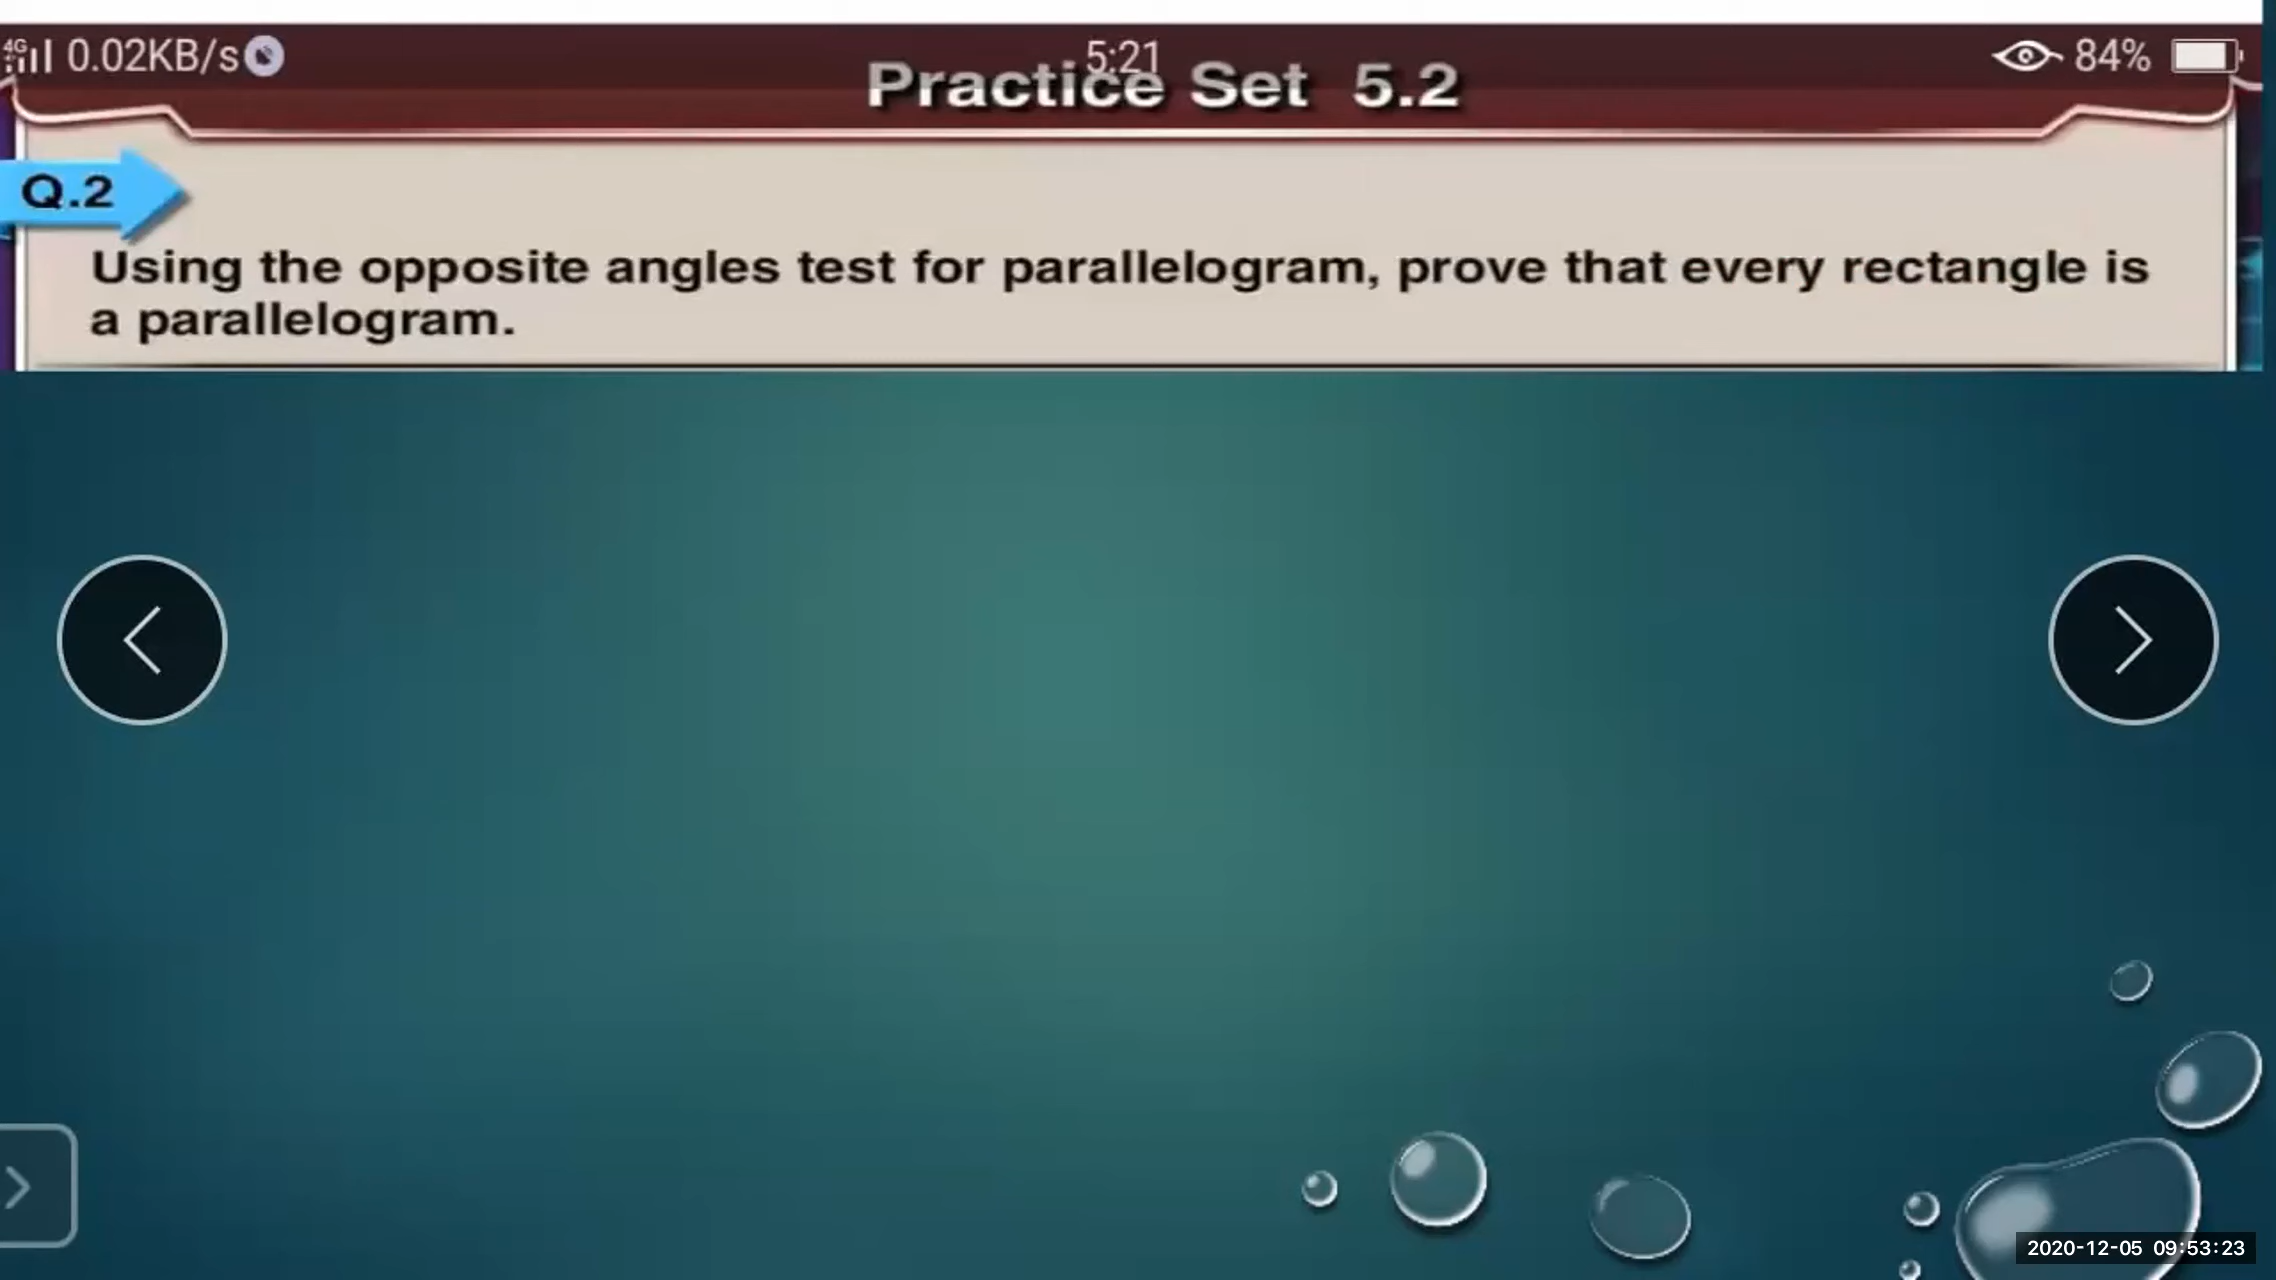 4G 0.02KB/s 5:21 84%
Practice Set 5.2
Q.2
Using the opposite angles test for parallelogram, prove that every rectangle is
a parallelogram.
2020-12-05 09:53:23